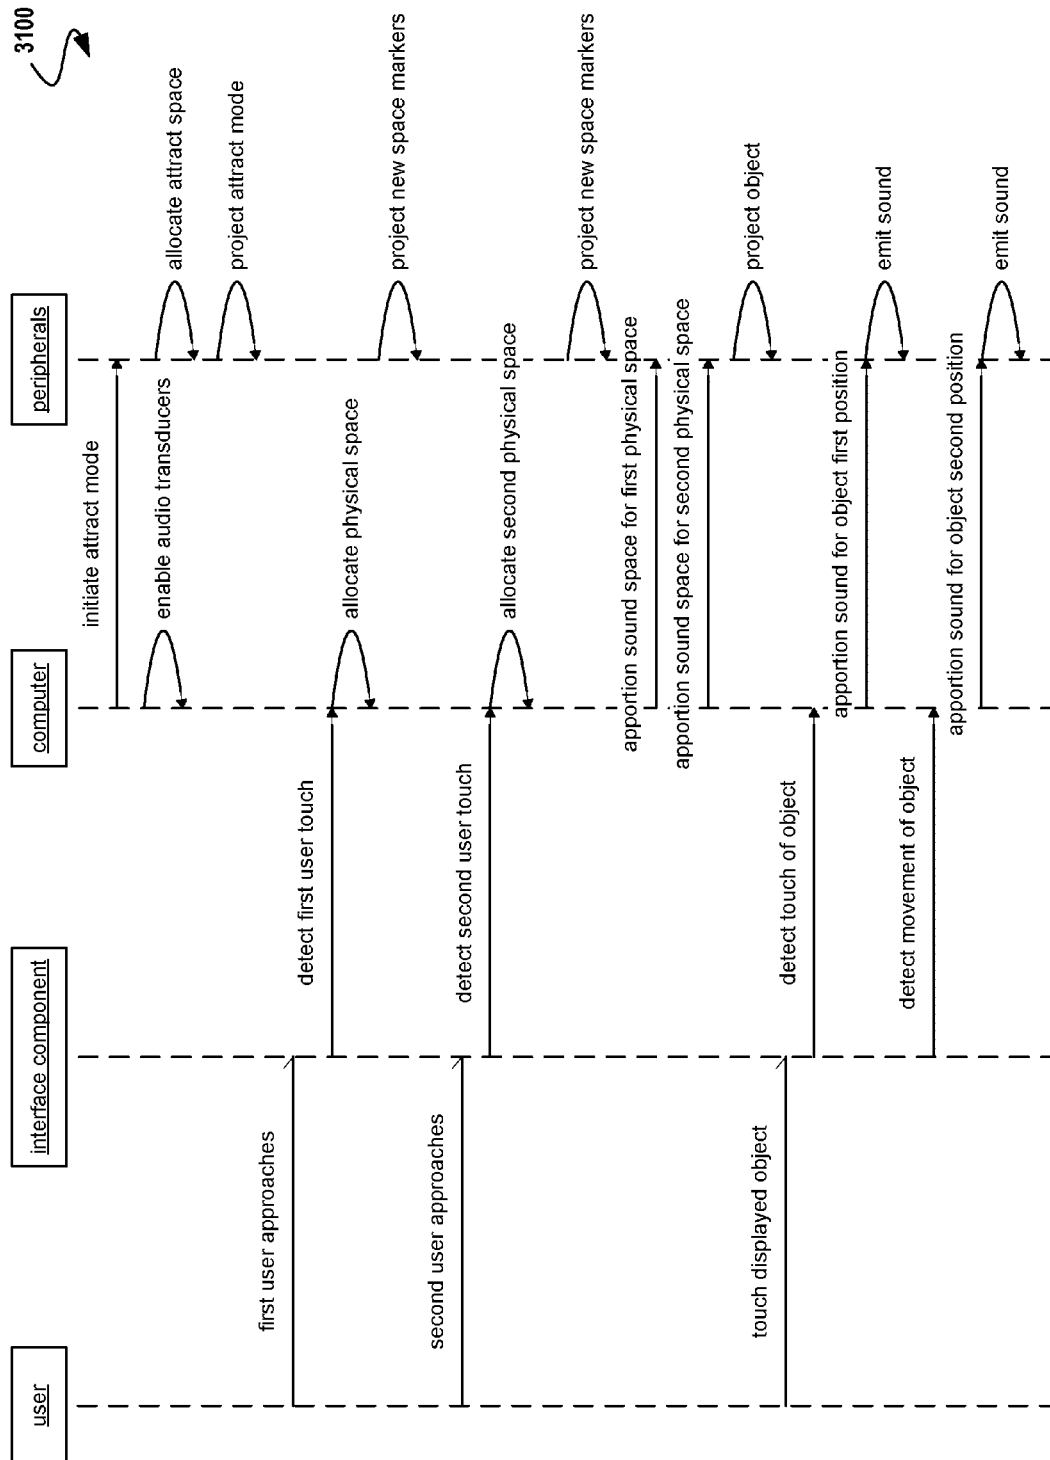 3100
user
interface component
computer
peripherals
initiate attract mode
enable audio transducers
allocate attract space
project attract mode
first user approaches
detect first user touch
allocate physical space
project new space markers
second user approaches
detect second user touch
allocate second physical space
project new space markers
apportion sound space for first physical space
apportion sound space for second physical space
project object
touch displayed object
detect touch of object
apportion sound for object first position
emit sound
detect movement of object
apportion sound for object second position
emit sound